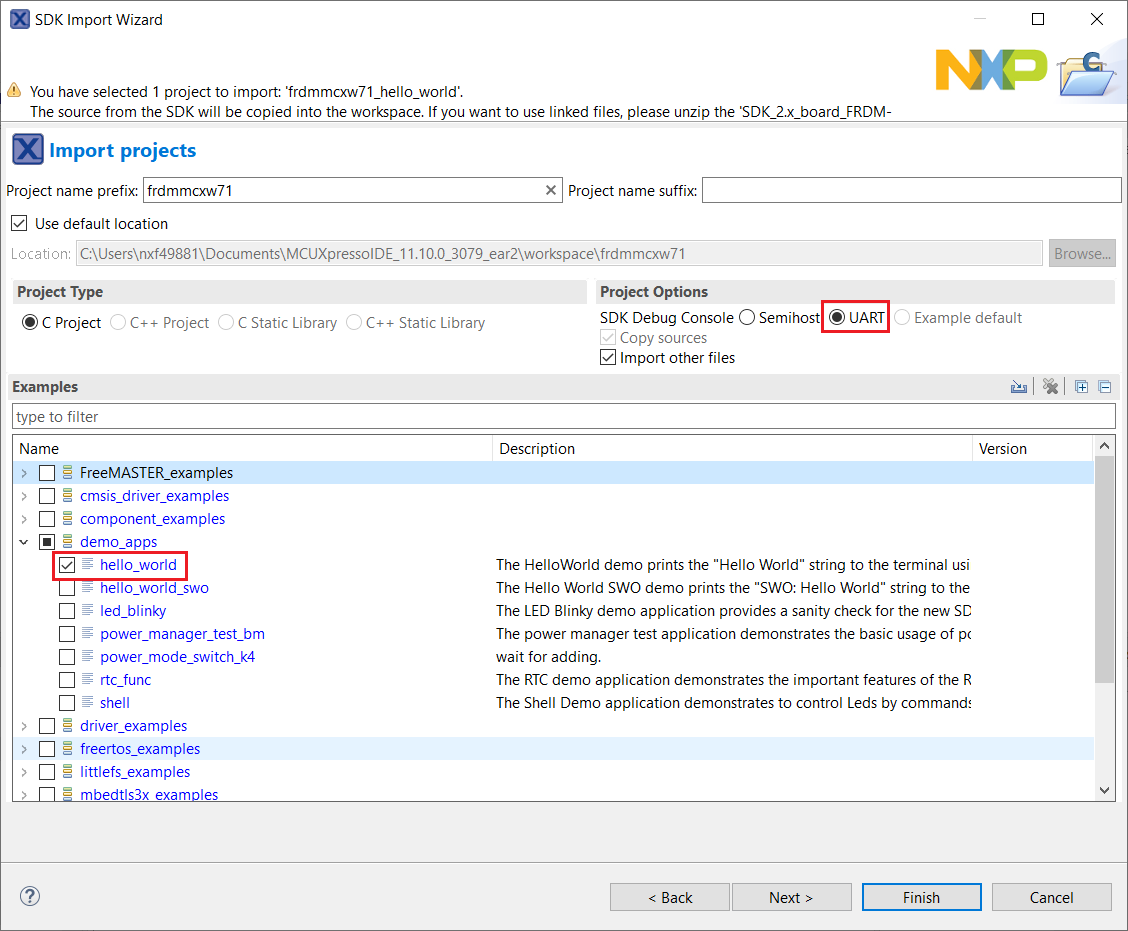 SDK Import Wizard
NXP
C
You have selected 1 project to import: 'frdmmcxw71_hello_world'.
The source from the SDK will be copied into the workspace. If you want to use linked files, please unzip the 'SDK_2.x_board_FRDM-
Import projects
Project name prefix: frdmmcxw71 Project name suffix:
Use default location
Location: C:\Users\nxf49881\Documents\MCUXpressoIDE_11.10.0_3079_ear2\workspace\frdmmcxw71 Browse...
Project Type Project Options
C Project C++ Project C Static Library C++ Static Library SDK Debug Console Semihost UART Example default
Copy sources
Import other files
Examples
type to filter
Name Description Version
FreeMASTER_examples
cmsis_driver_examples
component_examples
demo_apps
hello_world The HelloWorld demo prints the "Hello World" string to the terminal usi
hello_world_swo The Hello World SWO demo prints the "SWO: Hello World" string to the
led_blinky The LED Blinky demo application provides a sanity check for the new SD
power_manager_test_bm The power manager test application demonstrates the basic usage of po
power_mode_switch_k4 wait for adding.
rtc_func The RTC demo application demonstrates the important features of the R
shell The Shell Demo application demonstrates to control Leds by commands
driver_examples
freertos_examples
littlefs_examples
mbedtls3x_examples
< Back Next > Finish Cancel